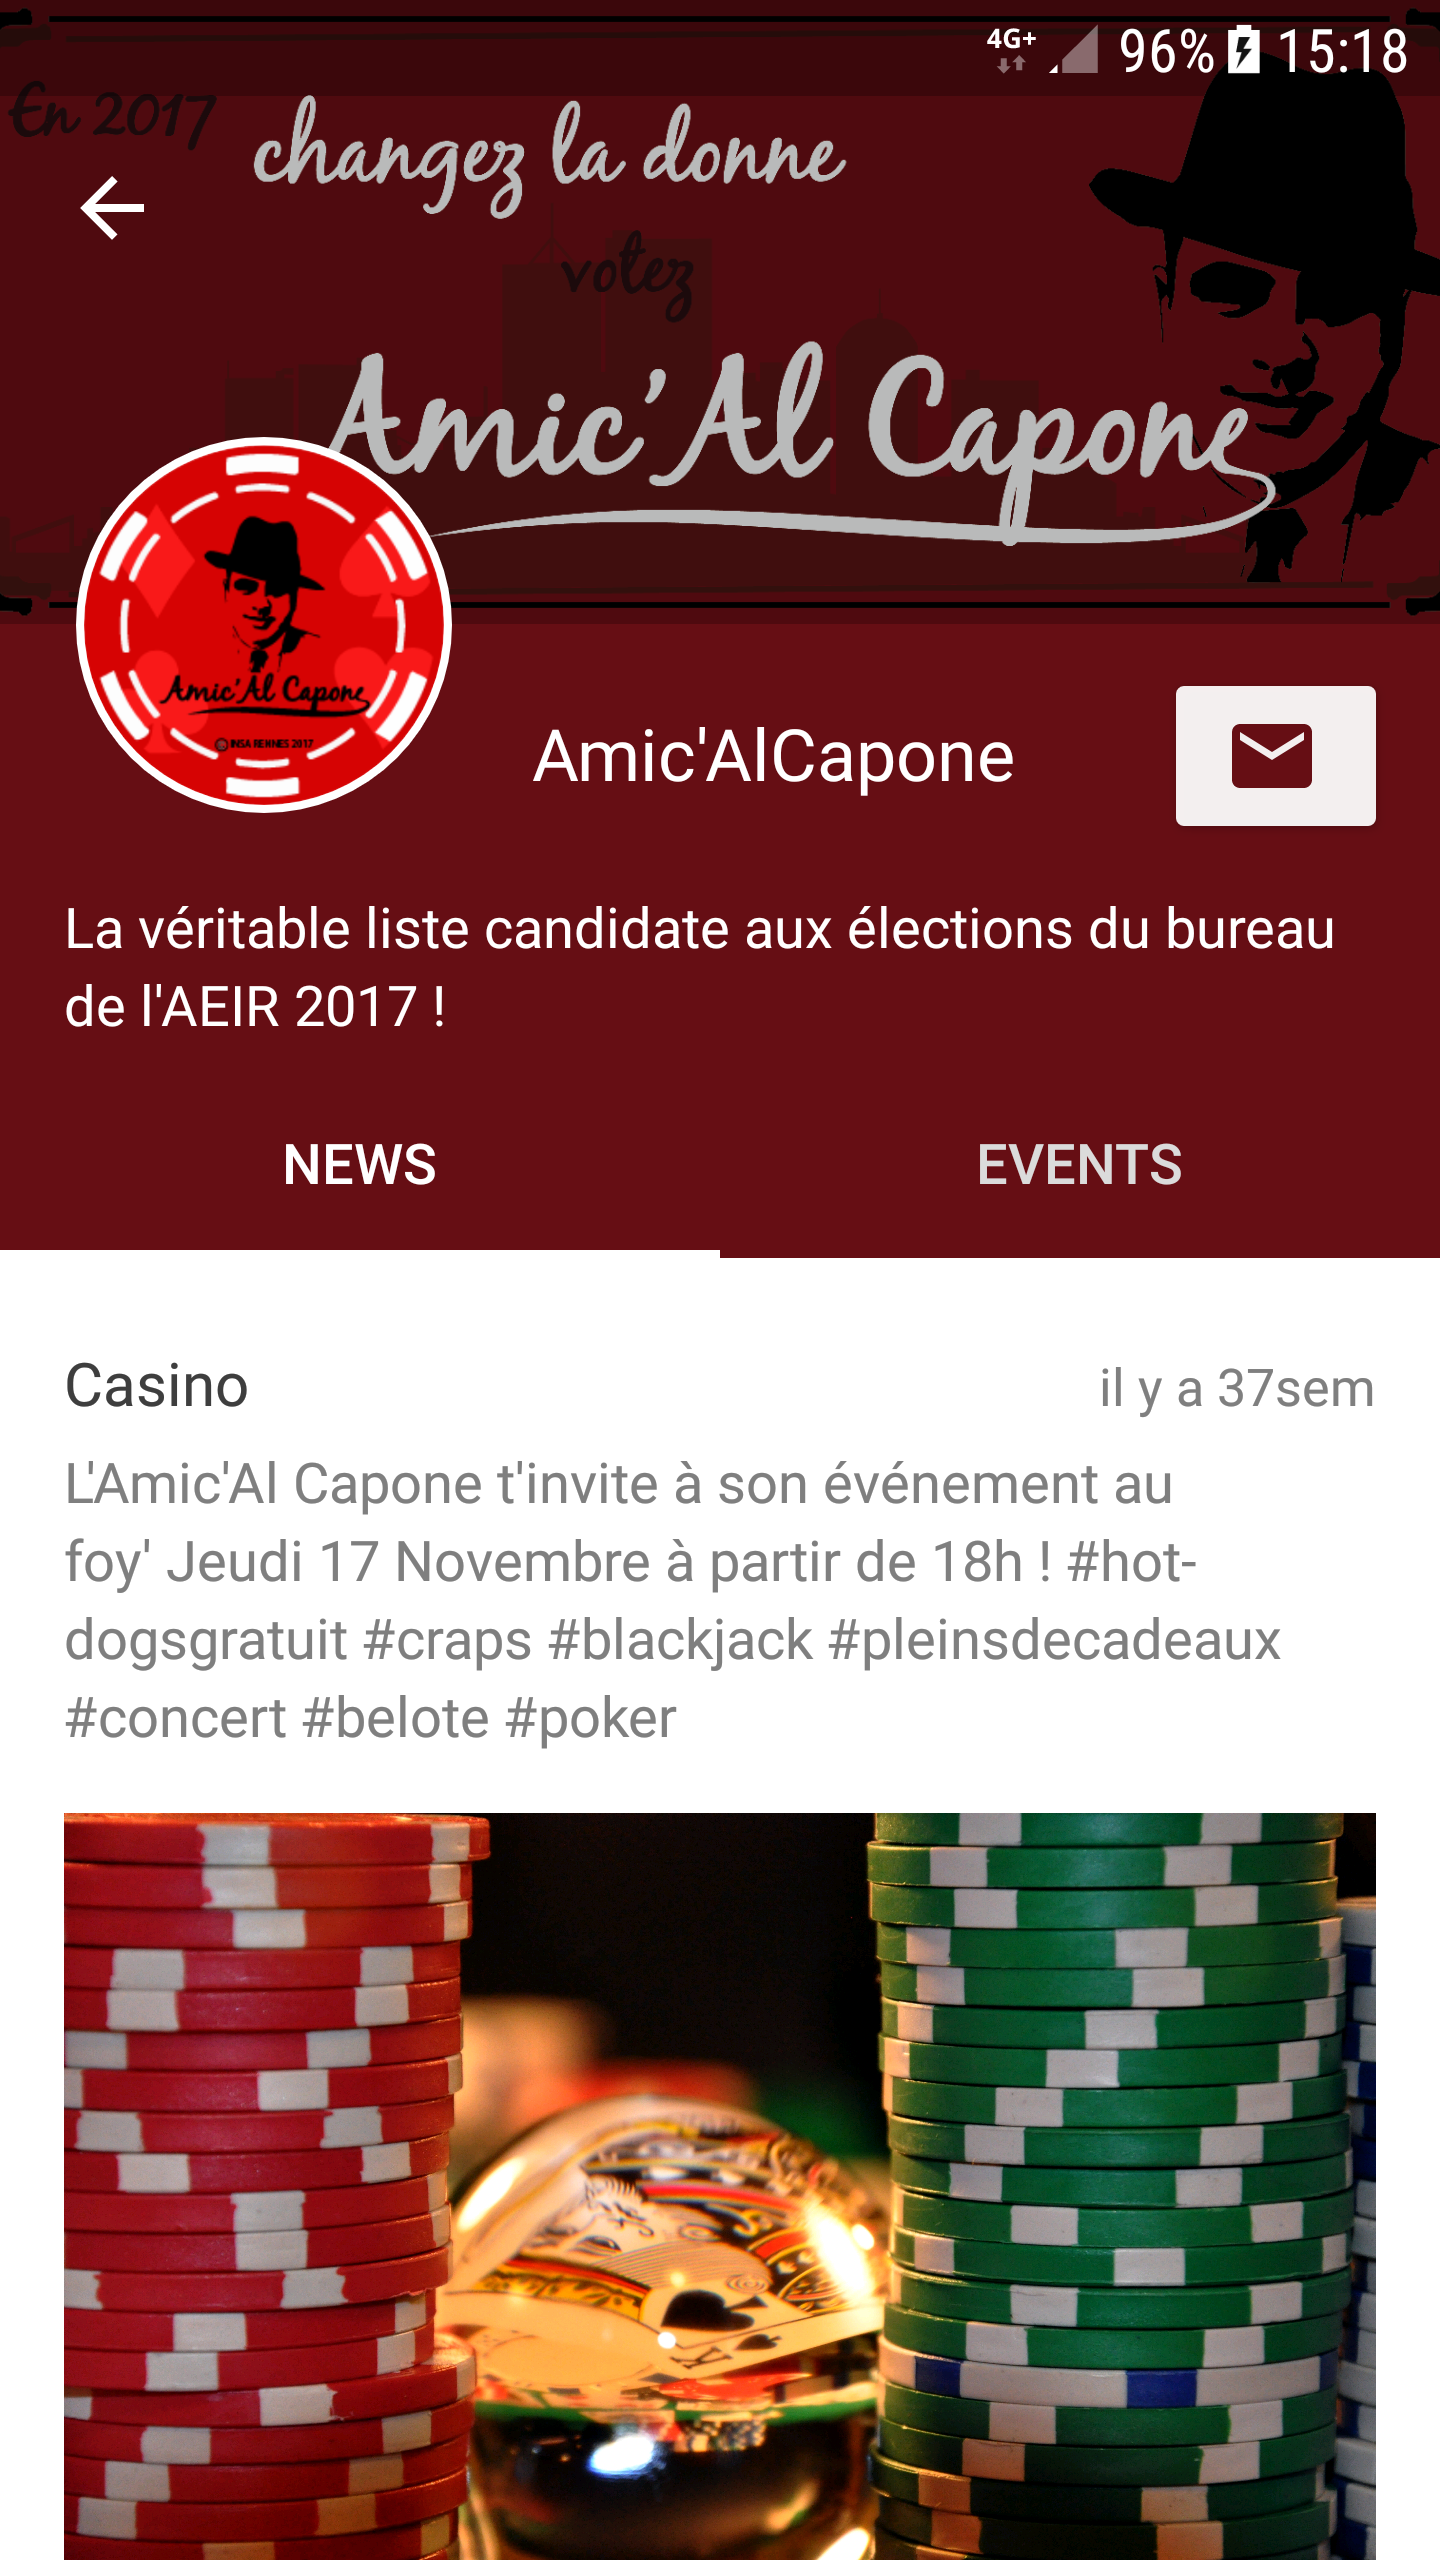 4G+ 96% 15:18
En 2017
changez la donne
votez
Amic'Al Capone
Amic'Al Capone
INSA RENNES 2017
Amic'AlCapone
La véritable liste candidate aux élections du bureau
de l'AEIR 2017 !
NEWS
EVENTS
Casino
il y a 37sem
L'Amic'Al Capone t'invite à son événement au
foy' Jeudi 17 Novembre à partir de 18h ! #hot-
dogsgratuit #craps #blackjack #pleinsdecadeaux
#concert #belote #poker
K